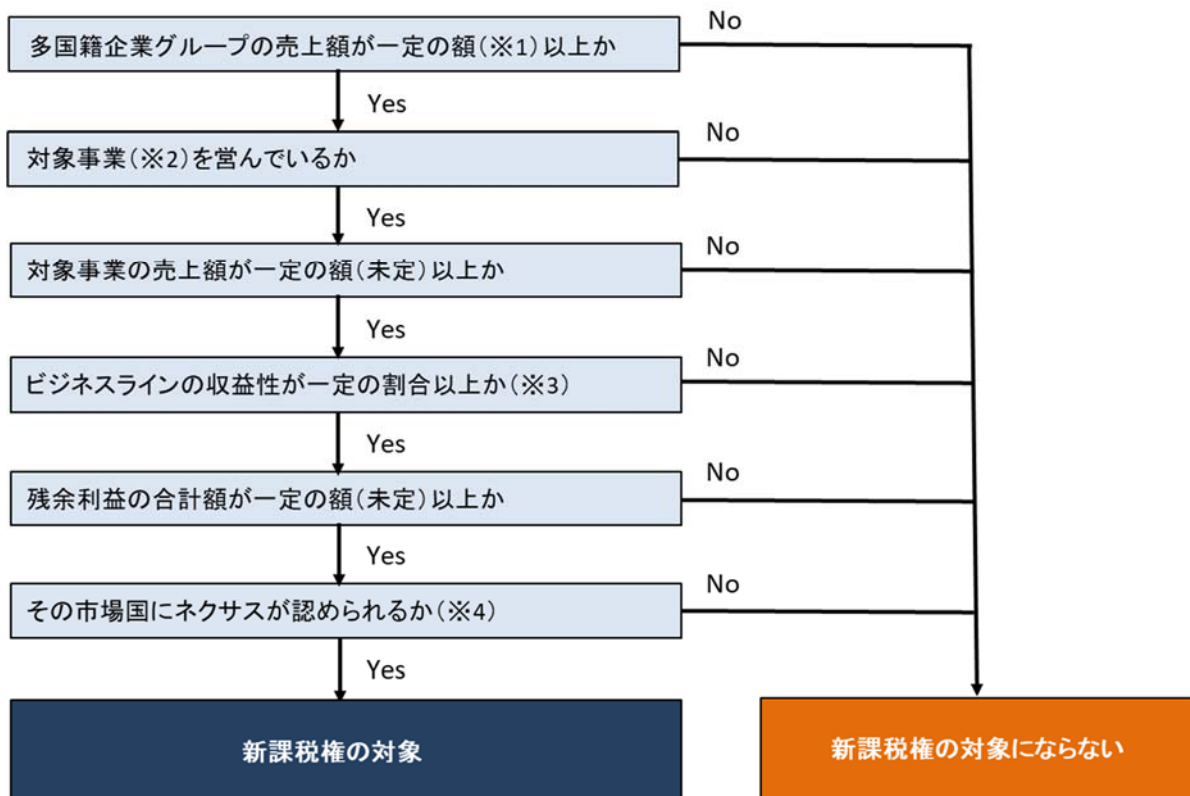 多国籍企業グループの売上額が一定の額(※1)以上か
No
Yes
対象事業(※2)を営んでいるか
No
Yes
対象事業の売上額が一定の額(未定)以上か
No
Yes
ビジネスラインの収益性が一定の割合以上か(※3)
No
Yes
残余利益の合計額が一定の額(未定)以上か
No
Yes
その市場国にネクサスが認められるか(※4)
No
Yes
新課税権の対象
新課税権の対象にならない